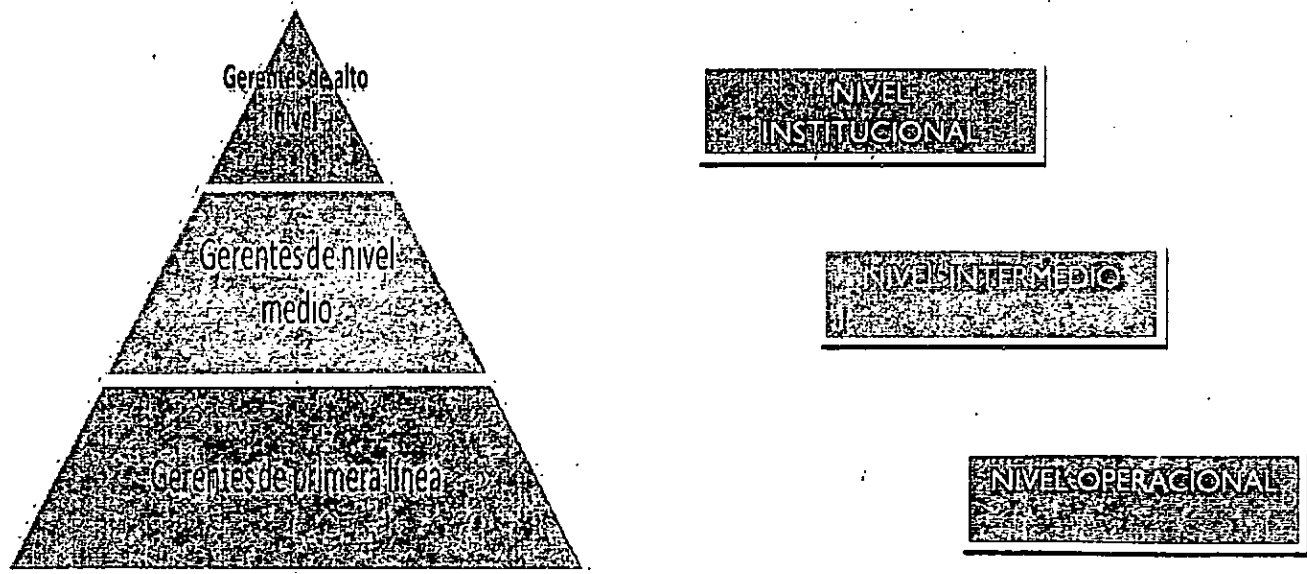 Gerentes de alto
nivel
NIVEL
INSTITUCIONAL
Gerentes de nivel
medio
NIVEL INTERMEDIO
Gerentes de primera línea
NIVEL OPERACIONAL